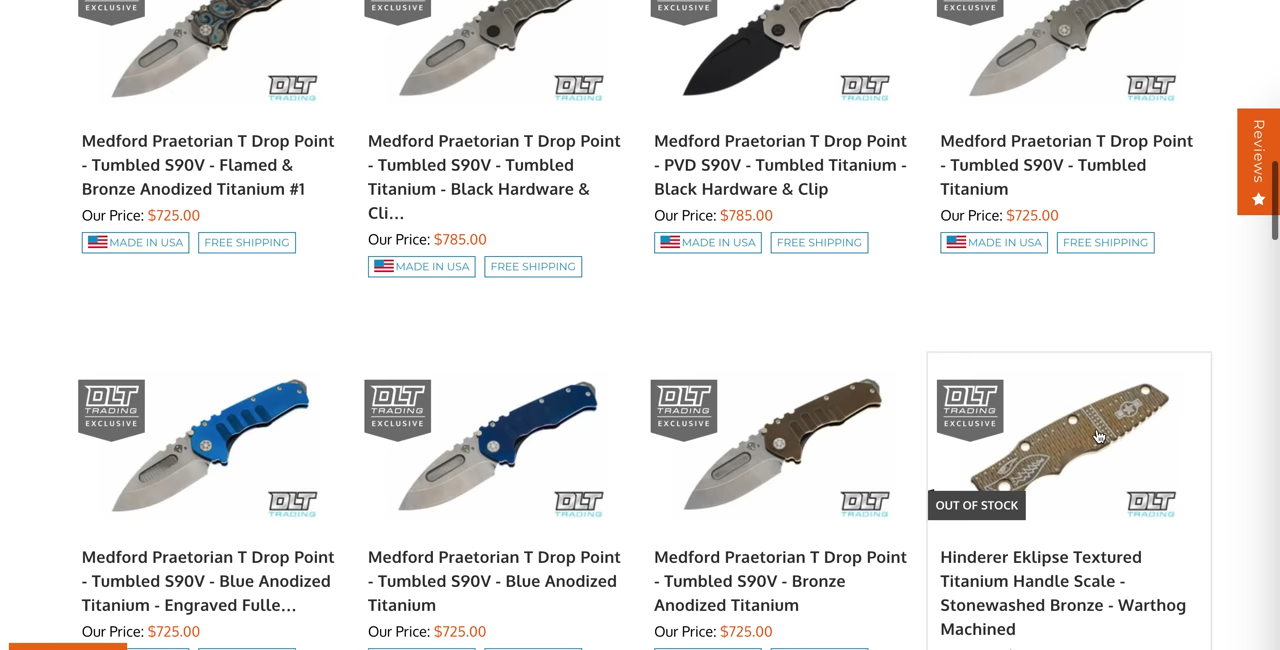 EXCLUSIVE
EXCLUSIVE
EXCLUSIVE
EXCLUSIVE
DLT
TRADING
DLT
TRADING
DLT
TRADING
DLT
TRADING
Medford Praetorian T Drop Point
- Tumbled S90V - Flamed &
Bronze Anodized Titanium #1
Our Price: $725.00
MADE IN USA
FREE SHIPPING
Medford Praetorian T Drop Point
- Tumbled S90V - Tumbled
Titanium - Black Hardware &
Cli...
Our Price: $785.00
MADE IN USA
FREE SHIPPING
Medford Praetorian T Drop Point
- PVD S90V - Tumbled Titanium -
Black Hardware & Clip
Our Price: $785.00
MADE IN USA
FREE SHIPPING
Medford Praetorian T Drop Point
- Tumbled S90V - Tumbled
Titanium
Our Price: $725.00
MADE IN USA
FREE SHIPPING
Reviews
DLT
TRADING
EXCLUSIVE
DLT
TRADING
Medford Praetorian T Drop Point
- Tumbled S90V - Blue Anodized
Titanium - Engraved Fulle...
Our Price: $725.00
DLT
TRADING
EXCLUSIVE
DLT
TRADING
Medford Praetorian T Drop Point
- Tumbled S90V - Blue Anodized
Titanium
Our Price: $725.00
DLT
TRADING
EXCLUSIVE
DLT
TRADING
Medford Praetorian T Drop Point
- Tumbled S90V - Bronze
Anodized Titanium
Our Price: $725.00
DLT
TRADING
EXCLUSIVE
OUT OF STOCK
DLT
TRADING
Hinderer Eklipse Textured
Titanium Handle Scale -
Stonewashed Bronze - Warthog
Machined